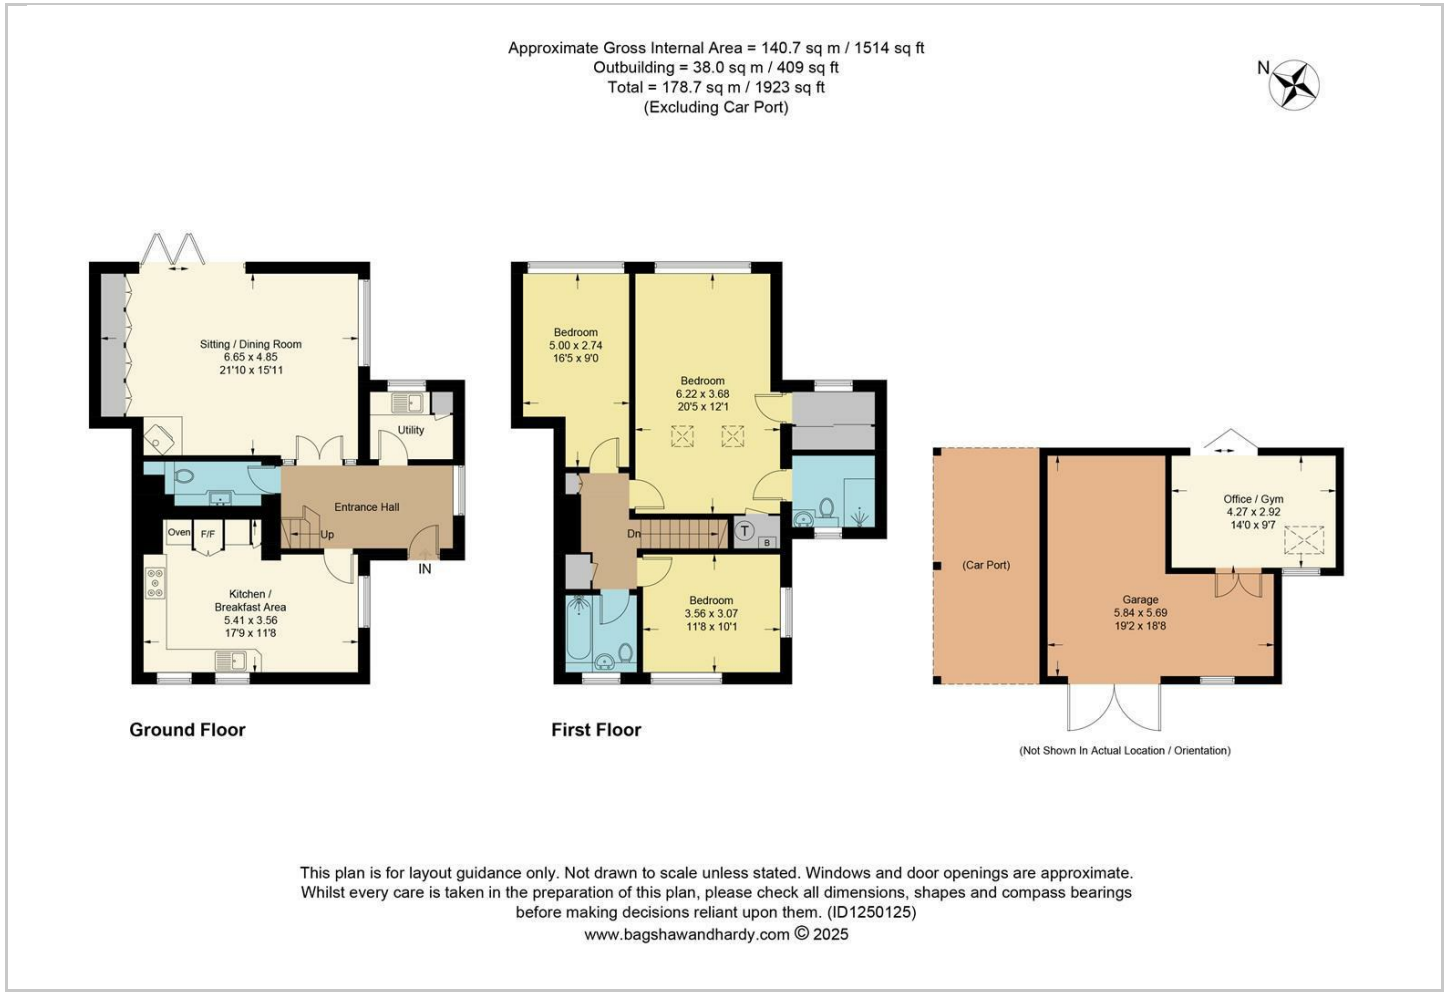 Approximate Gross Internal Area = 140.7 sq m / 1514 sq ft
Outbuilding = 38.0 sq m / 409 sq ft
Total = 178.7 sq m / 1923 sq ft
(Excluding Car Port)
N
Sitting / Dining Room
6.65 x 4.85
21'10 x 15'11
Utility
Entrance Hall
Up
IN
Oven
F/F
Kitchen /
Breakfast Area
5.41 x 3.56
17'9 x 11'8
Ground Floor
Bedroom
5.00 x 2.74
16'5 x 9'0
Bedroom
6.22 x 3.68
20'5 x 12'1
Dn
T
B
Bedroom
3.56 x 3.07
11'8 x 10'1
First Floor
(Car Port)
Office / Gym
4.27 x 2.92
14'0 x 9'7
Garage
5.84 x 5.69
19'2 x 18'8
(Not Shown In Actual Location / Orientation)
This plan is for layout guidance only. Not drawn to scale unless stated. Windows and door openings are approximate.
Whilst every care is taken in the preparation of this plan, please check all dimensions, shapes and compass bearings
before making decisions reliant upon them. (ID1250125)
www.bagshawandhardy.com © 2025